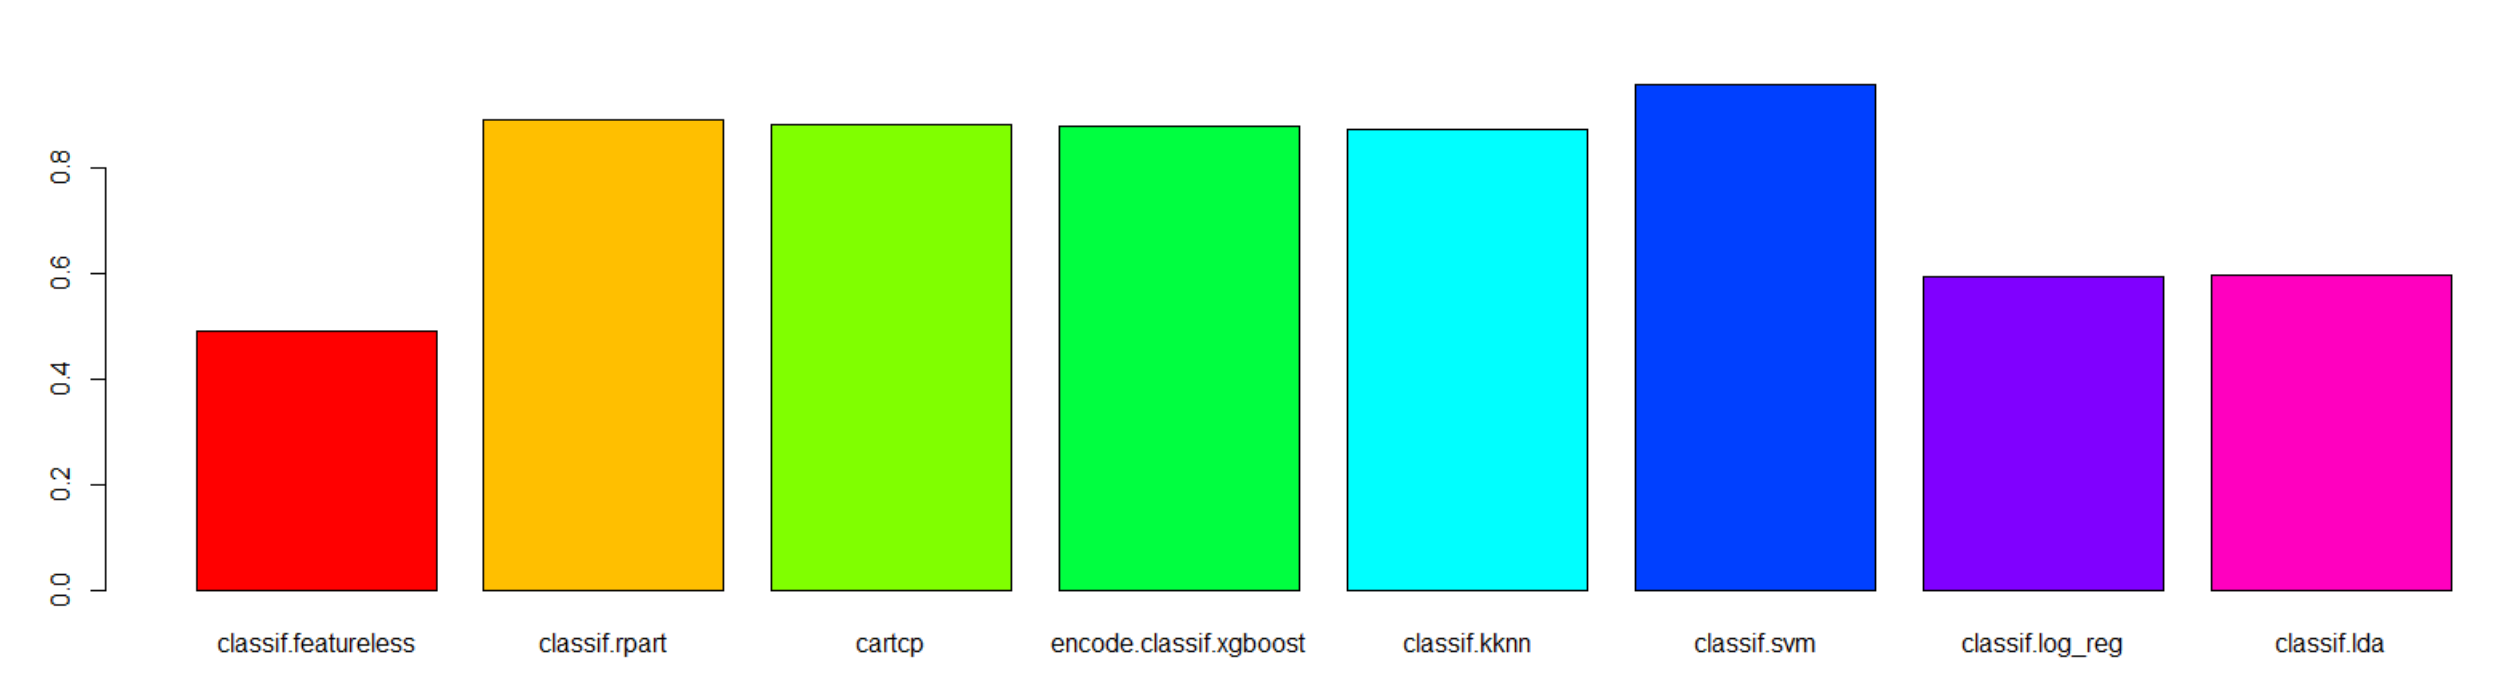 0.8
0.6
0.4
0.2
0.0
classif.featureless
classif.rpart
cartcp
encode.classif.xgboost
classif.kknn
classif.svm
classif.log_reg
classif.lda